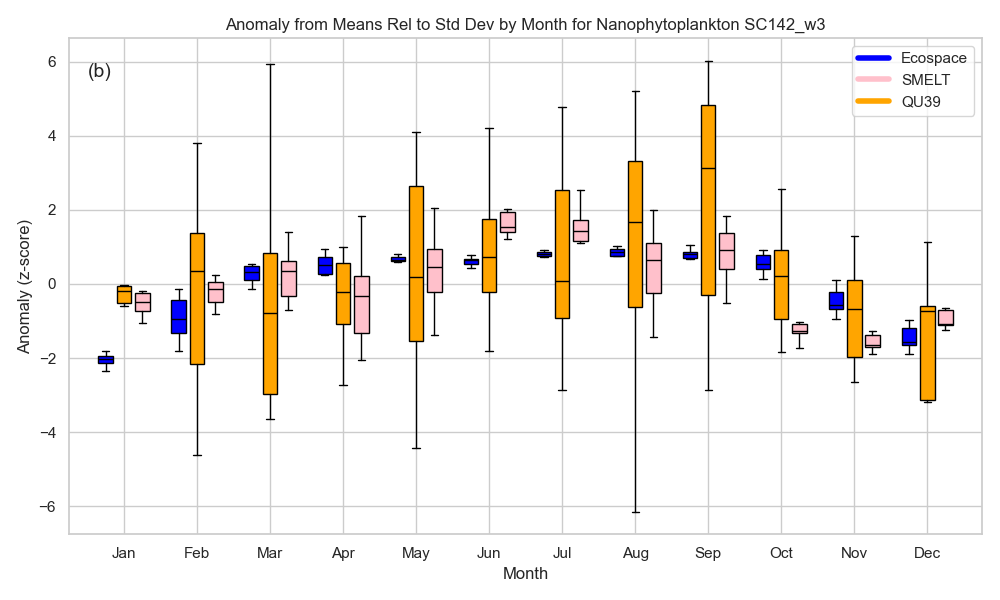 Anomaly from Means Rel to Std Dev by Month for Nanophytoplankton SC142_w3
(b)
Ecospace
SMELT
QU39
Anomaly (z-score)
6
4
2
0
−2
−4
−6
Jan Feb Mar Apr May Jun Jul Aug Sep Oct Nov Dec
Month